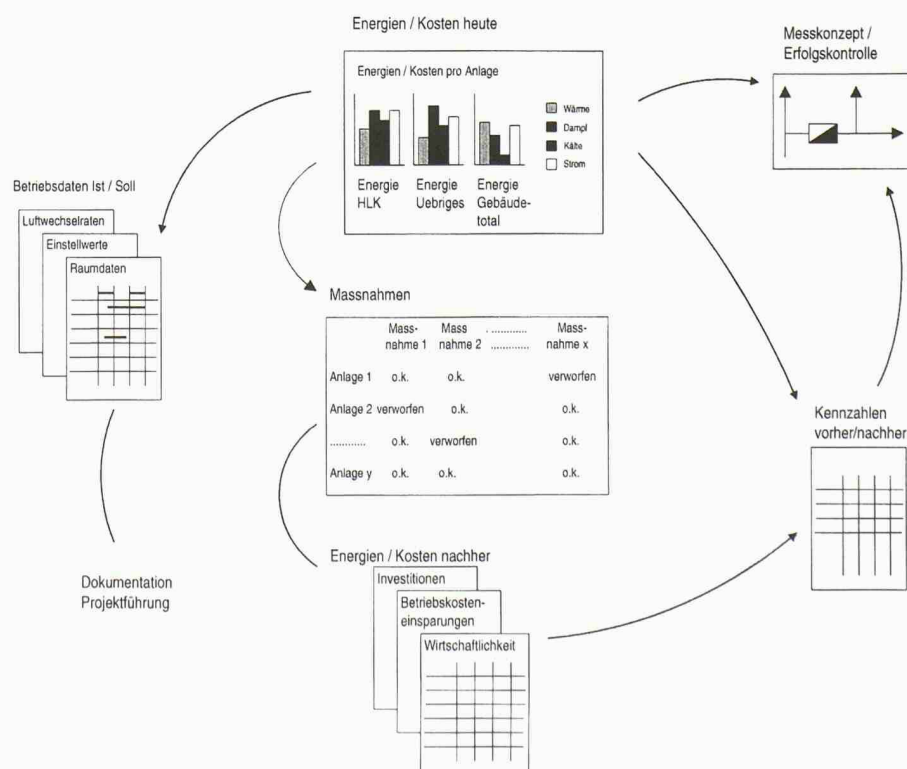 Energien / Kosten heute
Messkonzept /
Erfolgskontrolle
Energien / Kosten pro Anlage
Wärme
Dampf
Kälte
Strom
Energie
HLK
Energie
Uebriges
Energie
Gebäude-
total
Betriebsdaten Ist / Soll
Luftwechselraten
Einstellwerte
Raumdaten
Massnahmen
Mass- Mass . ............ Mass-
nahme 1 nahme 2 .............. nahme x
Anlage 1 o.k. o.k. verworfen
Anlage 2 verworfen o.k. o.k.
............ o.k. verworfen o.k.
Anlage y o.k. o.k. o.k.
Kennzahlen
vorher/nachher
Energien / Kosten nachher
Investitionen
Betriebskosten-
einsparungen
Wirtschaftlichkeit
Dokumentation
Projektführung